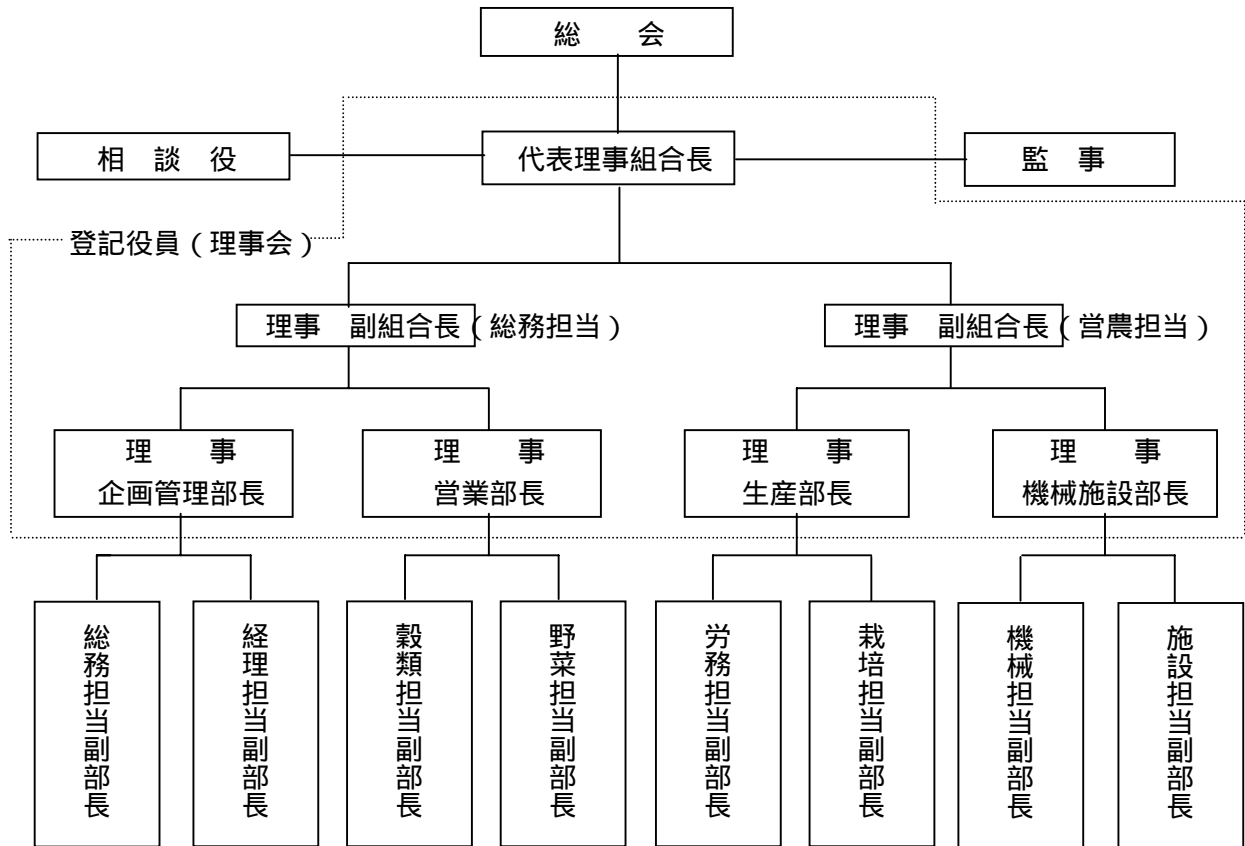 総　会
相　談　役
代表理事組合長
監　事
登記役員（理事会）
理事　副組合長（総務担当）
理事　副組合長（営農担当）
理　事
企画管理部長
理　事
営業部長
理　事
生産部長
理　事
機械施設部長
総務担当副部長
経理担当副部長
穀類担当副部長
野菜担当副部長
労務担当副部長
栽培担当副部長
機械担当副部長
施設担当副部長